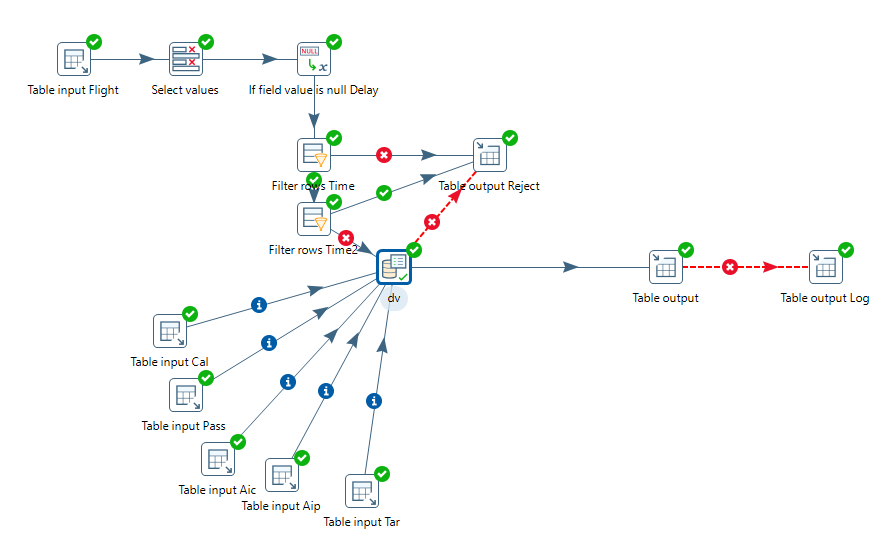 Table input Flight
Select values
If field value is null Delay
NULL
x
Filter rows Time
Table output Reject
Filter rows Time2
dv
Table output
Table output Log
Table input Cal
Table input Pass
Table input Aic
Table input Aip
Table input Tar